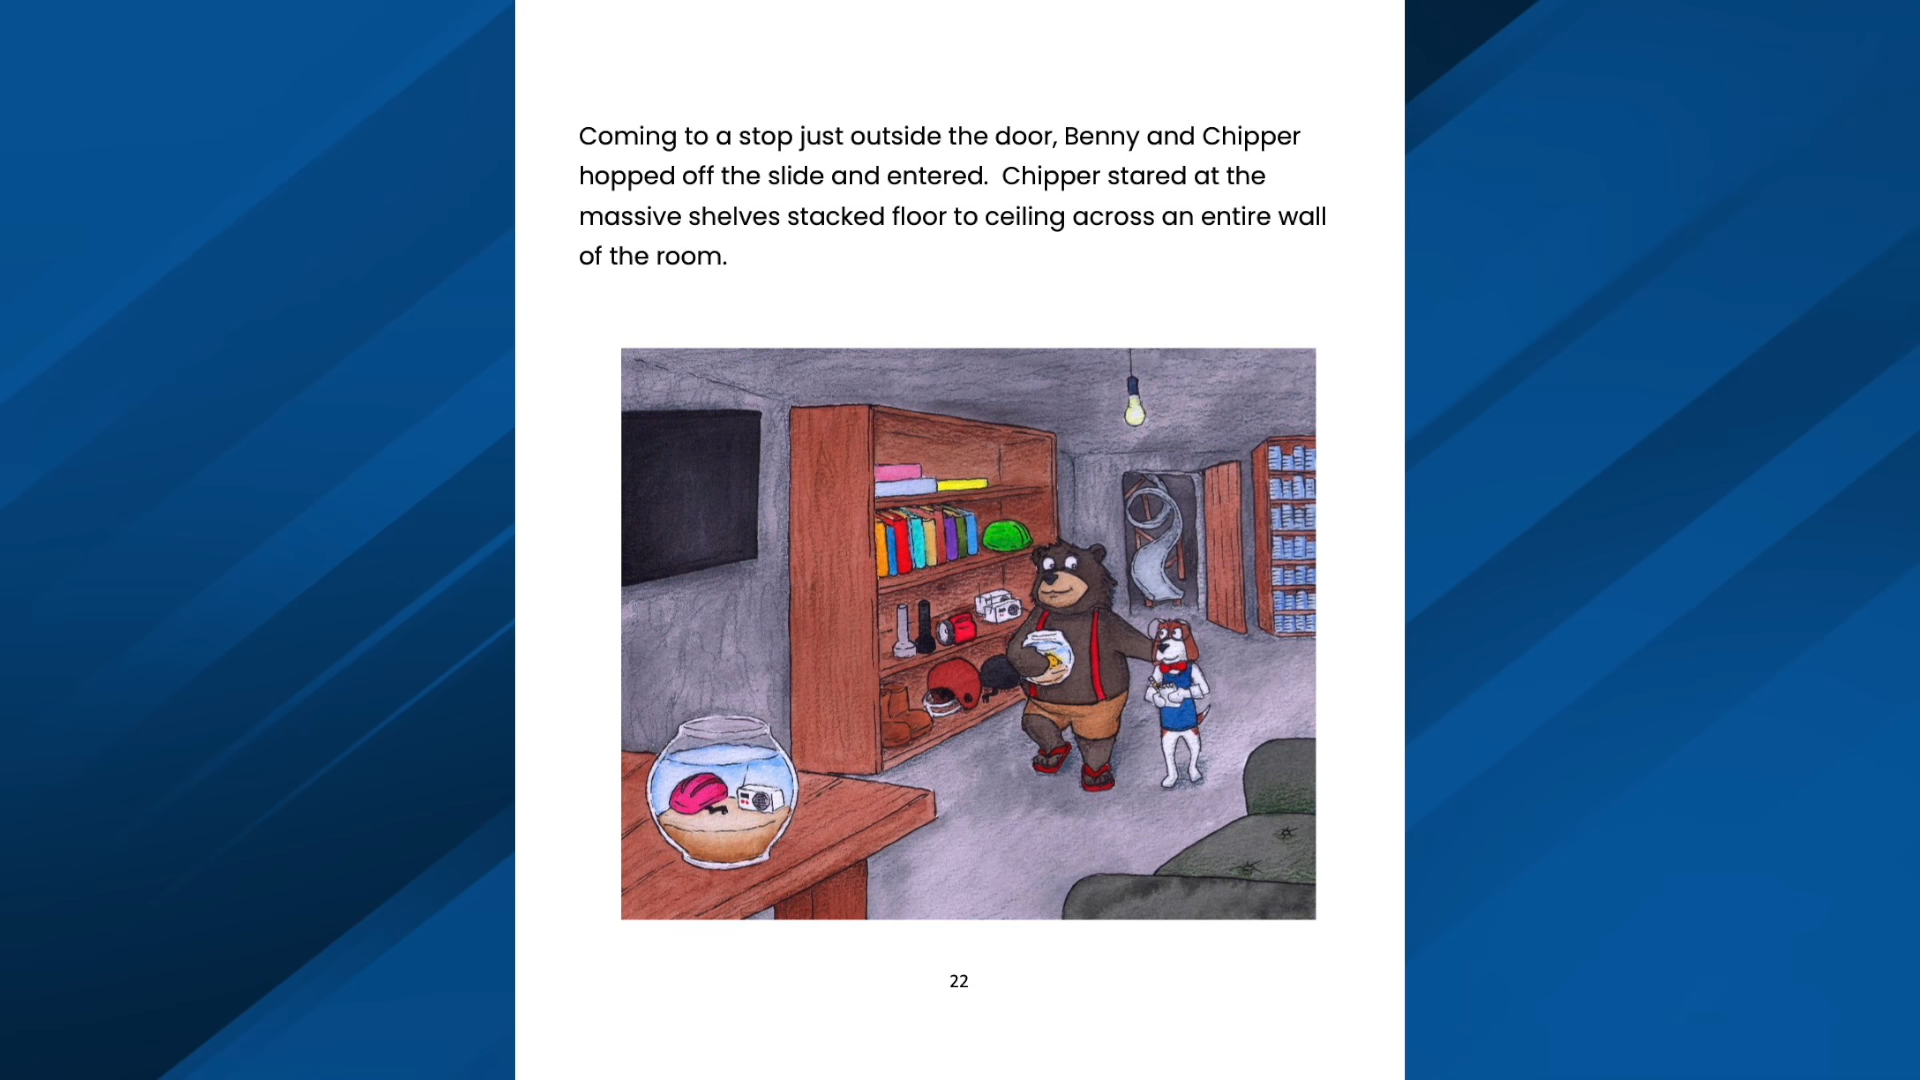 Coming to a stop just outside the door, Benny and Chipper
hopped off the slide and entered.  Chipper stared at the
massive shelves stacked floor to ceiling across an entire wall
of the room.
22